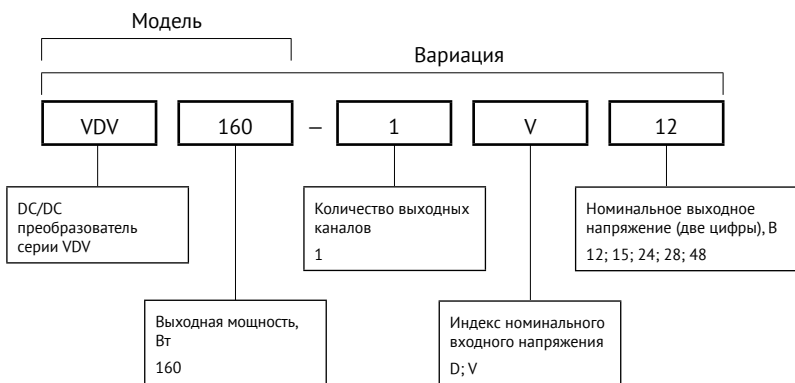 Модель
Вариация
VDV 160 – 1 V 12
DC/DC
преобразователь
серии VDV
Количество выходных
каналов
1
Номинальное выходное
напряжение (две цифры), В
12; 15; 24; 28; 48
Выходная мощность,
Вт
160
Индекс номинального
входного напряжения
D; V